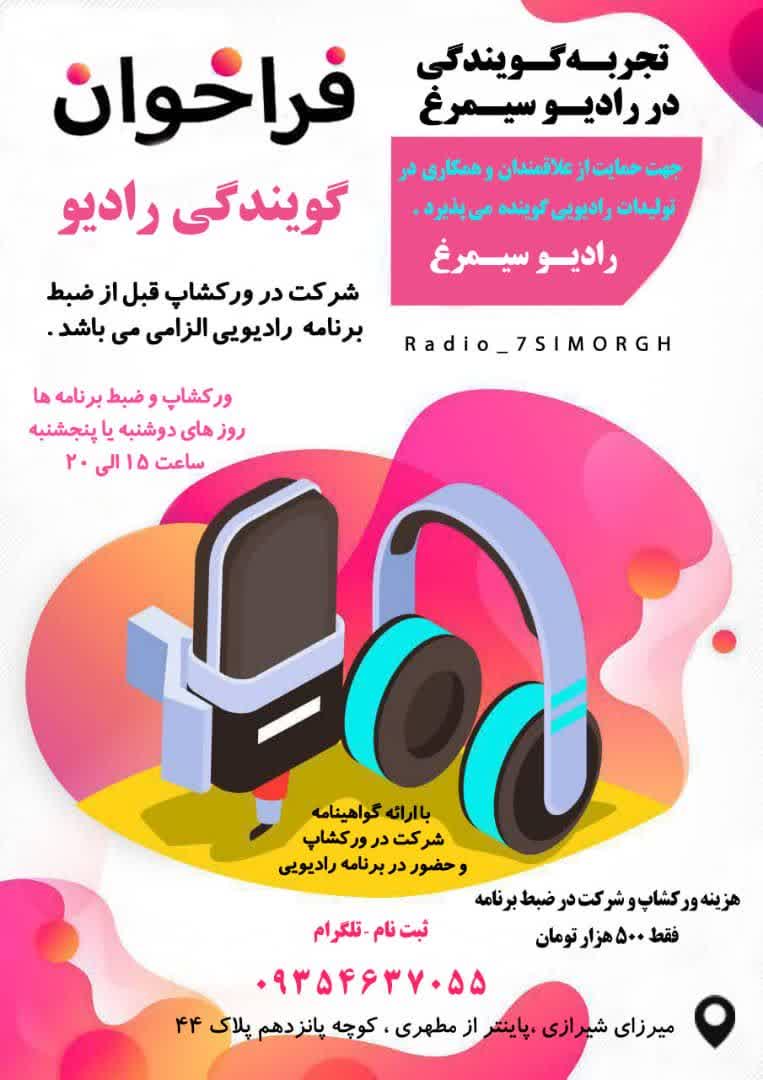 تجربه گویندگی
در رادیو سیمرغ
فراخوان
جهت حمایت از علاقمندان و همکاری در
تولیدات رادیویی گوینده می پذیرد .
رادیو سیمرغ
گویندگی رادیو
شرکت در ورکشاپ قبل از ضبط
برنامه رادیویی الزامی می باشد .
Radio_7SIMORGH
ورکشاپ و ضبط برنامه ها
روز های دوشنبه یا پنجشنبه
ساعت ۱۵ الی ۲۰
با ارائه گواهینامه
شرکت در ورکشاپ
و حضور در برنامه رادیویی
هزینه ورکشاپ و شرکت در ضبط برنامه
فقط ۵۰۰ هزار تومان
ثبت نام - تلگرام
۰۹۳۵۴۶۳۷۰۵۵
میرزای شیرازی ،پاینتر از مطهری ، کوچه پانزدهم پلاک ۴۴